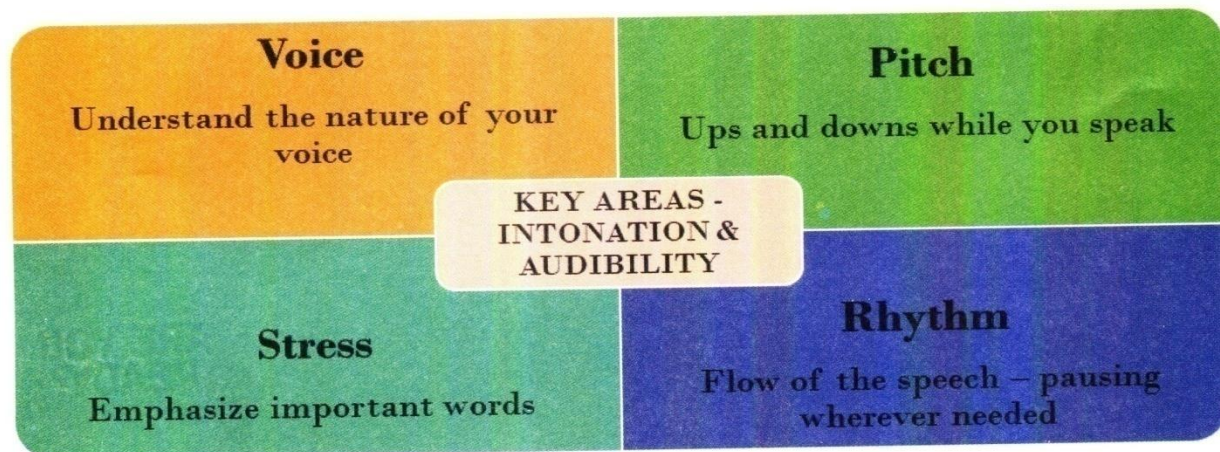 Voice
Understand the nature of your
voice
Pitch
Ups and downs while you speak
KEY AREAS -
INTONATION &
AUDIBILITY
Stress
Emphasize important words
Rhythm
Flow of the speech – pausing
wherever needed